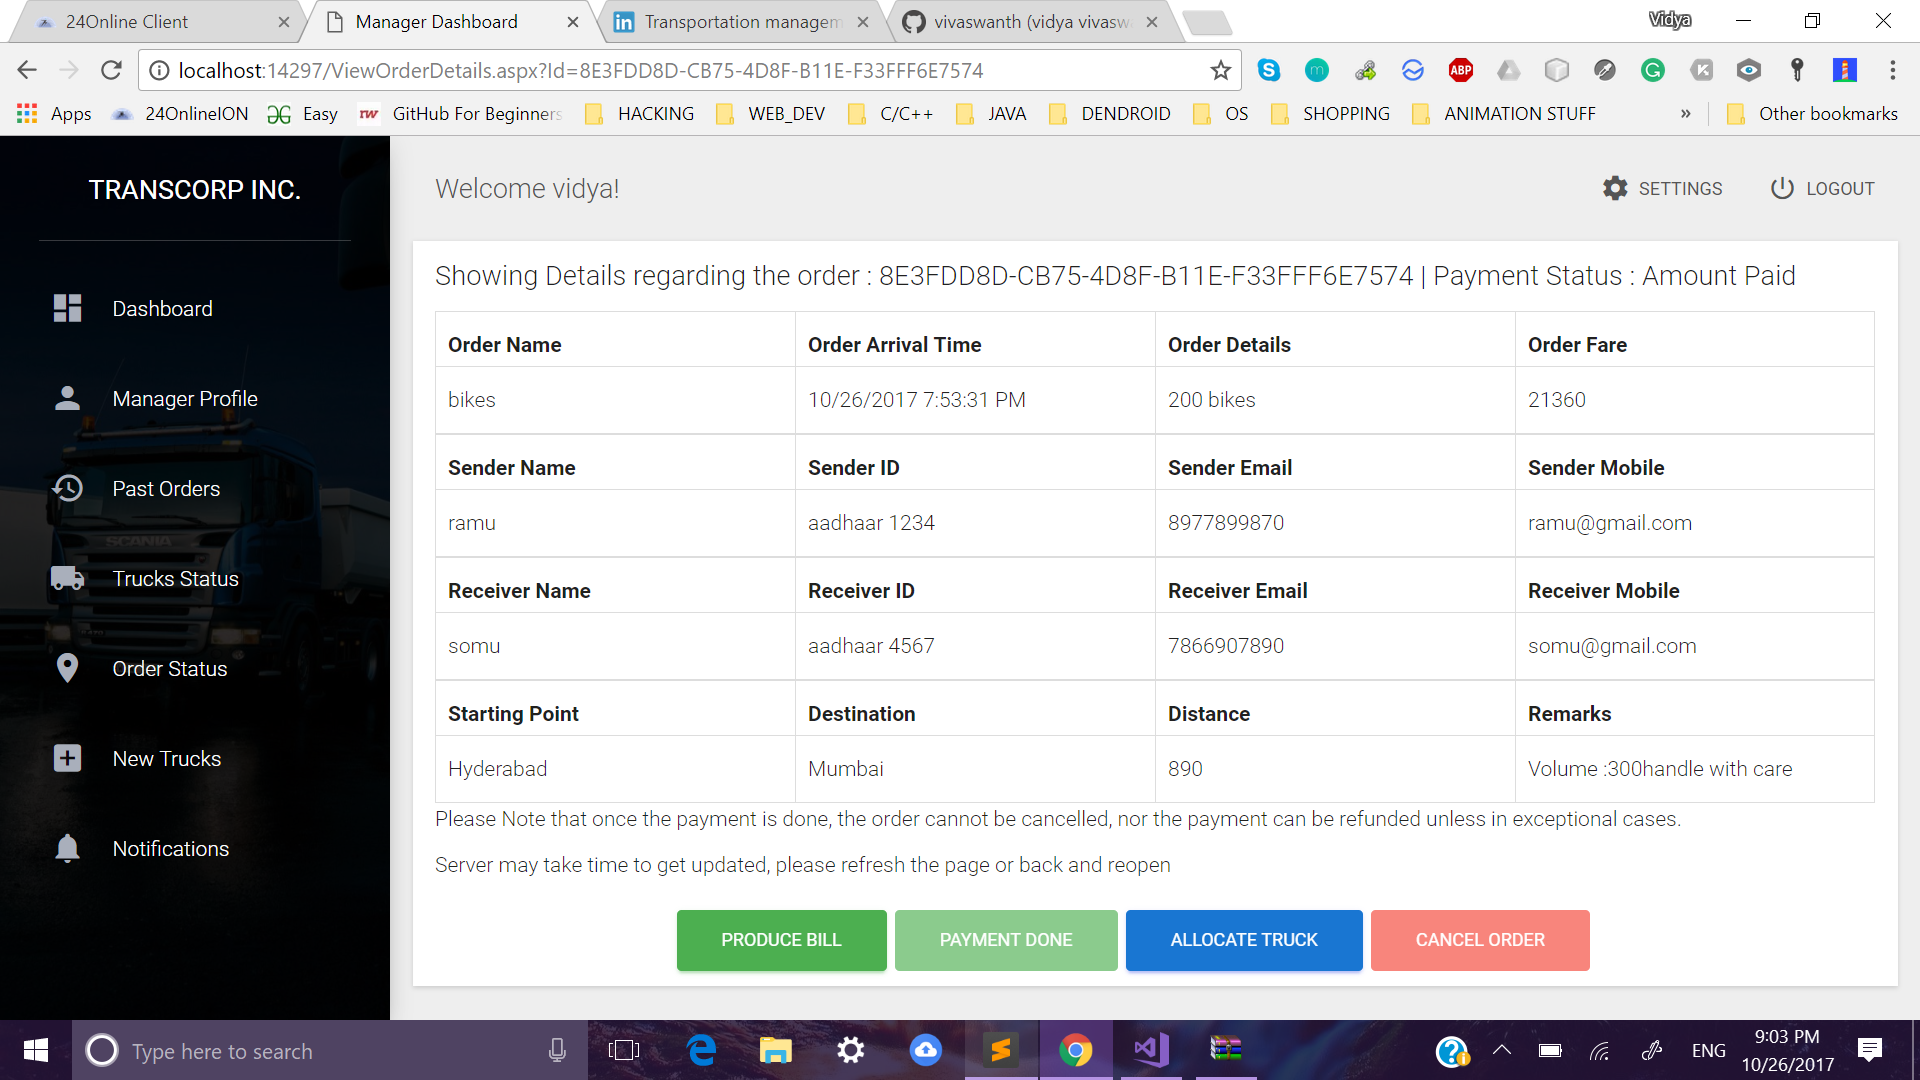 24Online Client
Manager Dashboard
Transportation managem
vivaswanth (vidya vivasw
Vidya
localhost:14297/ViewOrderDetails.aspx?Id=8E3FDD8D-CB75-4D8F-B11E-F33FFF6E7574
ABP
Apps
24OnlineION
Easy
GitHub For Beginners
HACKING
WEB_DEV
C/C++
JAVA
DENDROID
OS
SHOPPING
ANIMATION STUFF
»
Other bookmarks
TRANSCORP INC.
Welcome vidya!
SETTINGS
LOGOUT
Dashboard
Manager Profile
Past Orders
SCANIA
Trucks Status
Order Status
New Trucks
Notifications
Showing Details regarding the order : 8E3FDD8D-CB75-4D8F-B11E-F33FFF6E7574 | Payment Status : Amount Paid
Order Name Order Arrival Time Order Details Order Fare
bikes 10/26/2017 7:53:31 PM 200 bikes 21360
Sender Name Sender ID Sender Email Sender Mobile
ramu aadhaar 1234 8977899870 ramu@gmail.com
Receiver Name Receiver ID Receiver Email Receiver Mobile
somu aadhaar 4567 7866907890 somu@gmail.com
Starting Point Destination Distance Remarks
Hyderabad Mumbai 890 Volume :300handle with care
Please Note that once the payment is done, the order cannot be cancelled, nor the payment can be refunded unless in exceptional cases.
Server may take time to get updated, please refresh the page or back and reopen
PRODUCE BILL
PAYMENT DONE
ALLOCATE TRUCK
CANCEL ORDER
Type here to search
ENG
9:03 PM
10/26/2017